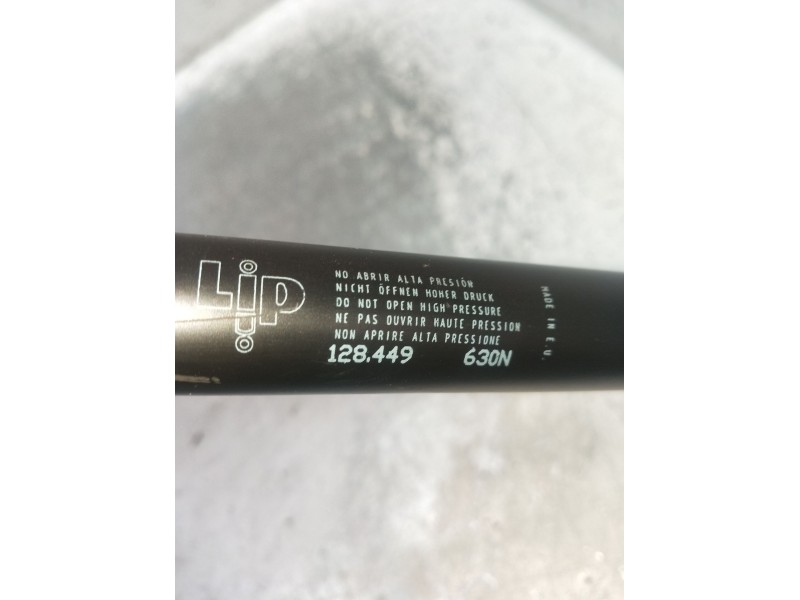 Lip
NO ABRIR ALTA PRESIÓN
NICHT ÖFFNEN HOHER DRUCK
DO NOT OPEN HIGH PRESSURE
NE PAS OUVRIR HAUTE PRESSION
NON APRIRE ALTA PRESSIONE
128.449 630N
MADE IN E.U.